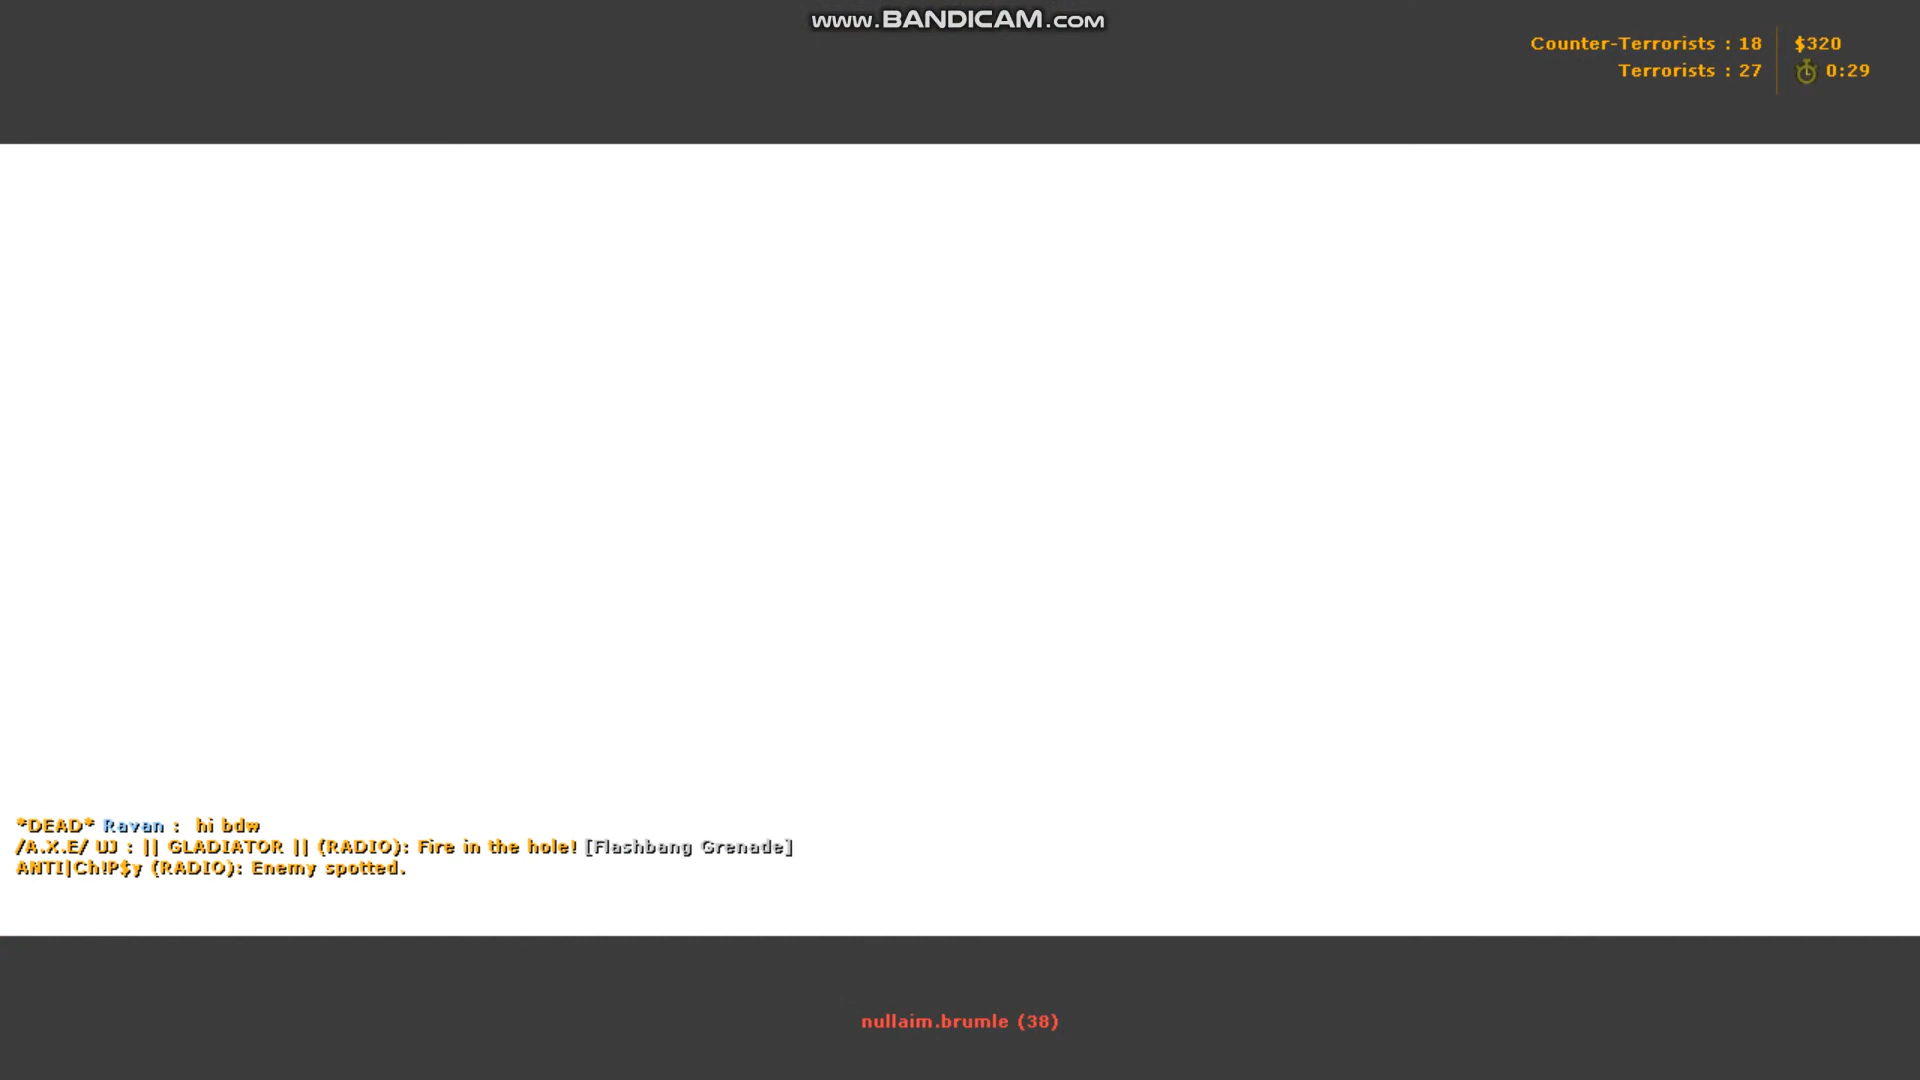 www.BANDICAM.com
Counter-Terrorists : 18
$320
Terrorists : 27
0:29
*DEAD* Ravan :  hi bdw
/A.X.E/ UJ : || GLADIATOR || (RADIO): Fire in the hole! [Flashbang Grenade]
ANTI|Ch!P$y (RADIO): Enemy spotted.
nullaim.brumle (38)